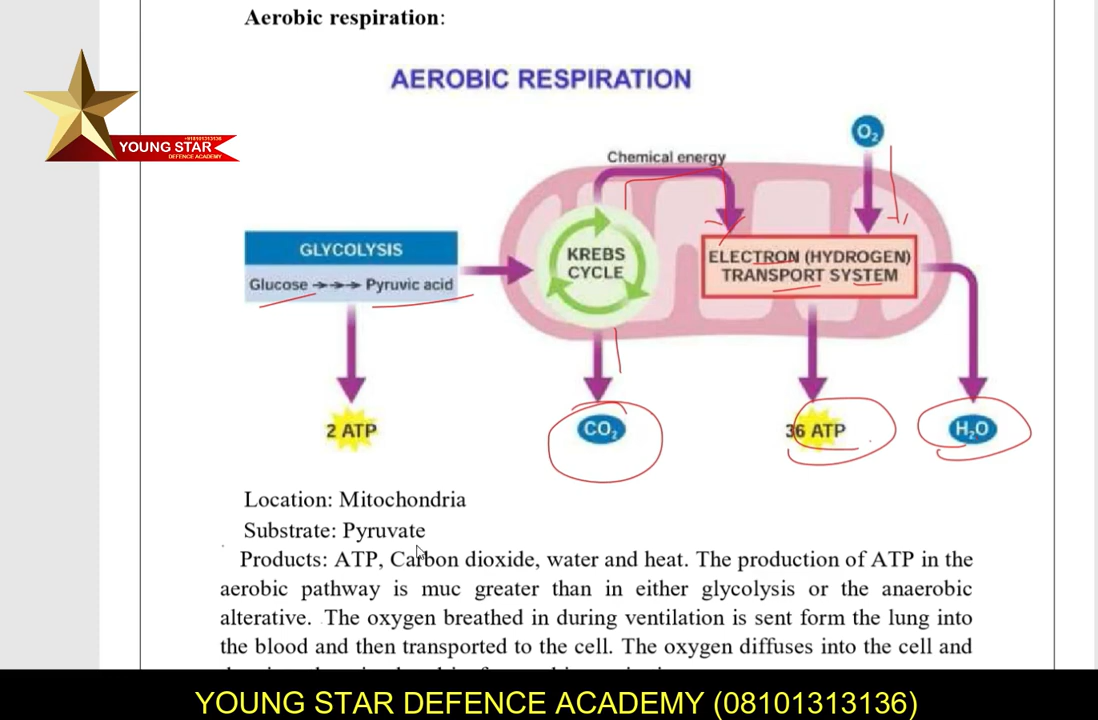 Aerobic respiration:
AEROBIC RESPIRATION
+918101313136
YOUNG STAR
DEFENCE ACADEMY
O₂
Chemical energy
GLYCOLYSIS
Glucose →→→ Pyruvic acid
KREBS
CYCLE
ELECTRON (HYDROGEN)
TRANSPORT SYSTEM
2 ATP
CO₂
36 ATP
H₂O
Location: Mitochondria
Substrate: Pyruvate
Products: ATP, Carbon dioxide, water and heat. The production of ATP in the
aerobic pathway is muc greater than in either glycolysis or the anaerobic
alterative. The oxygen breathed in during ventilation is sent form the lung into
the blood and then transported to the cell. The oxygen diffuses into the cell and
YOUNG STAR DEFENCE ACADEMY (08101313136)